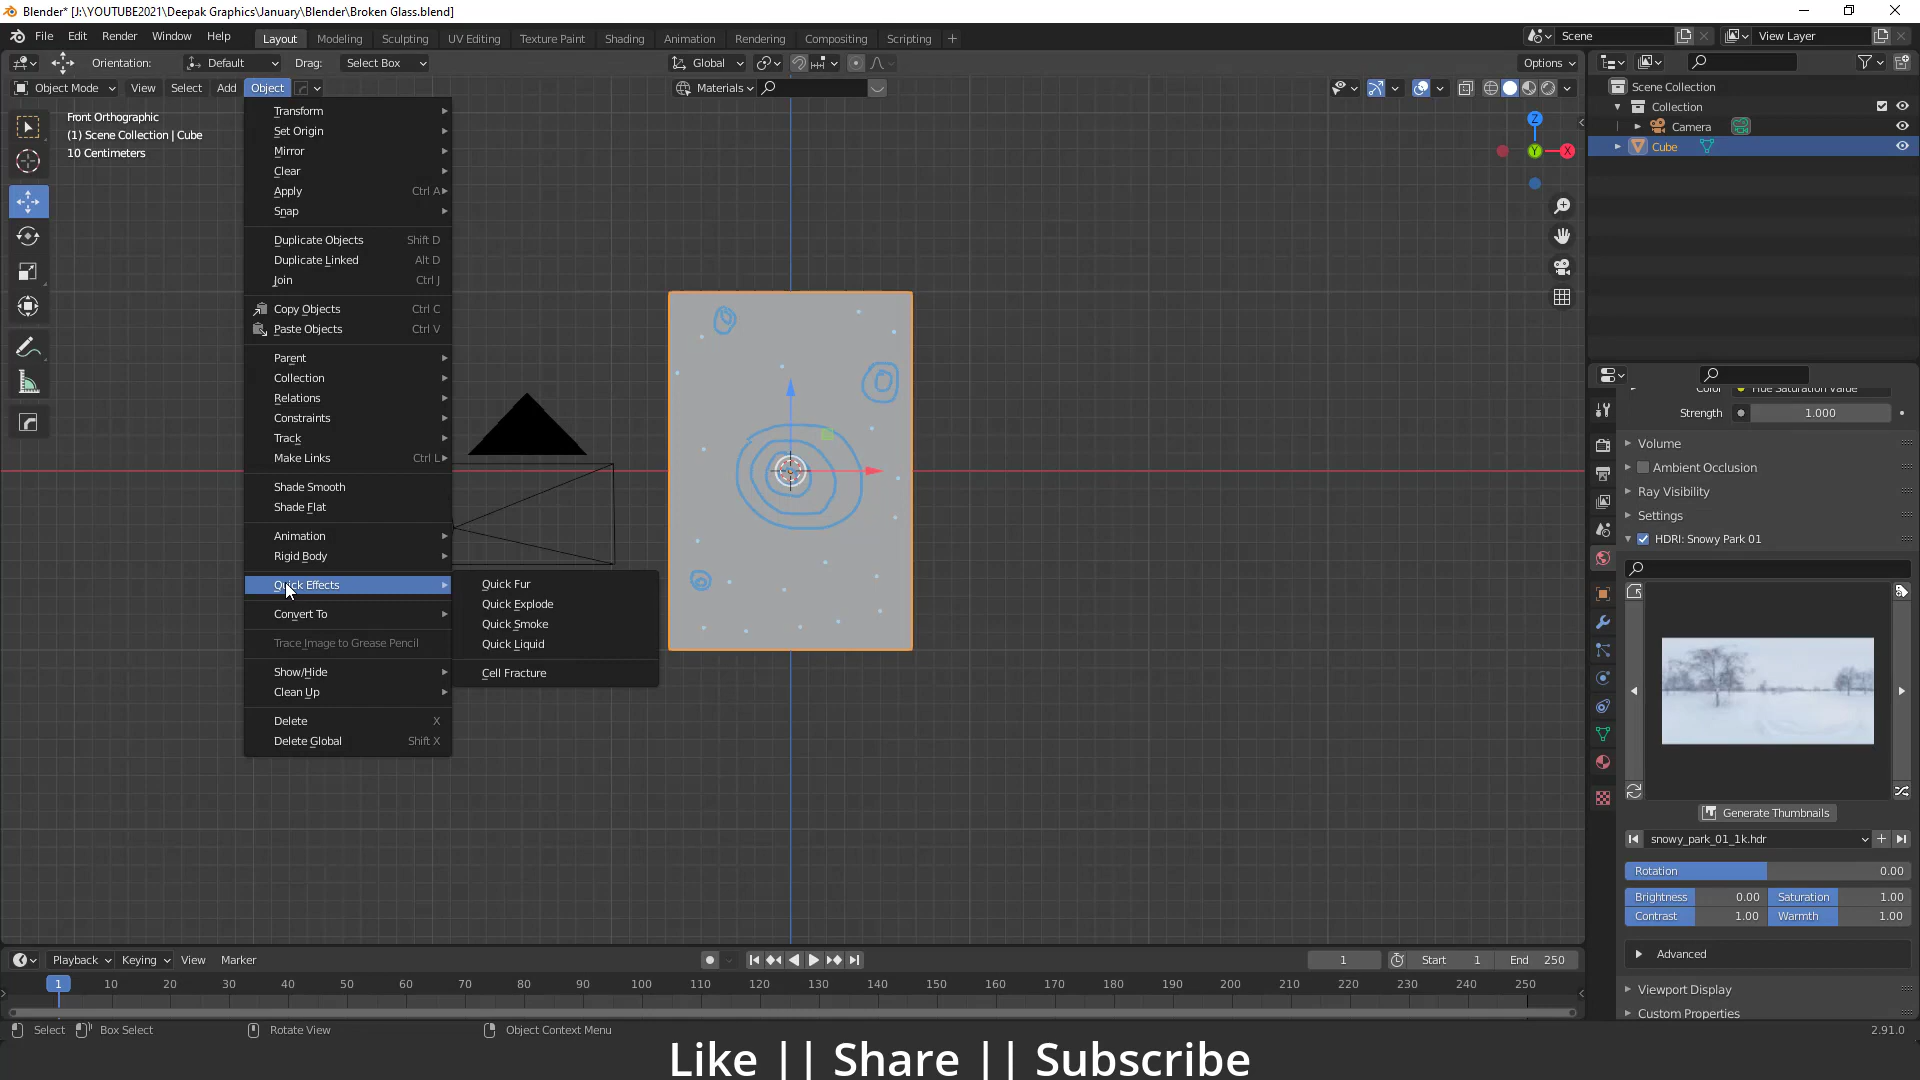 Blender* [J:\YOUTUBE2021\Deepak Graphics\January\Blender\Broken Glass.blend]
File Edit Render Window Help
Layout Modeling Sculpting UV Editing Texture Paint Shading Animation Rendering Compositing Scripting +
Scene
View Layer
Orientation: Default Drag: Select Box
Global
Options
Object Mode View Select Add Object
Materials
Front Orthographic
(1) Scene Collection | Cube
10 Centimeters
Transform
Set Origin
Mirror
Clear
Apply Ctrl A
Snap
Duplicate Objects Shift D
Duplicate Linked Alt D
Join Ctrl J
Copy Objects Ctrl C
Paste Objects Ctrl V
Parent
Collection
Relations
Constraints
Track
Make Links Ctrl L
Shade Smooth
Shade Flat
Animation
Rigid Body
Quick Effects
Convert To
Trace Image to Grease Pencil
Show/Hide
Clean Up
Delete X
Delete Global Shift X
Quick Fur
Quick Explode
Quick Smoke
Quick Liquid
Cell Fracture
Z
Y
X
Scene Collection
Collection
Camera
Cube
Color Hue Saturation Value
Strength 1.000
Volume
Ambient Occlusion
Ray Visibility
Settings
HDRI: Snowy Park 01
Generate Thumbnails
snowy_park_01_1k.hdr
Rotation 0.00
Brightness 0.00 Saturation 1.00
Contrast 1.00 Warmth 1.00
Advanced
Viewport Display
Custom Properties
Playback Keying View Marker
1 Start 1 End 250
1 10 20 30 40 50 60 70 80 90 100 110 120 130 140 150 160 170 180 190 200 210 220 230 240 250
Select Box Select Rotate View Object Context Menu
2.91.0
Like || Share || Subscribe